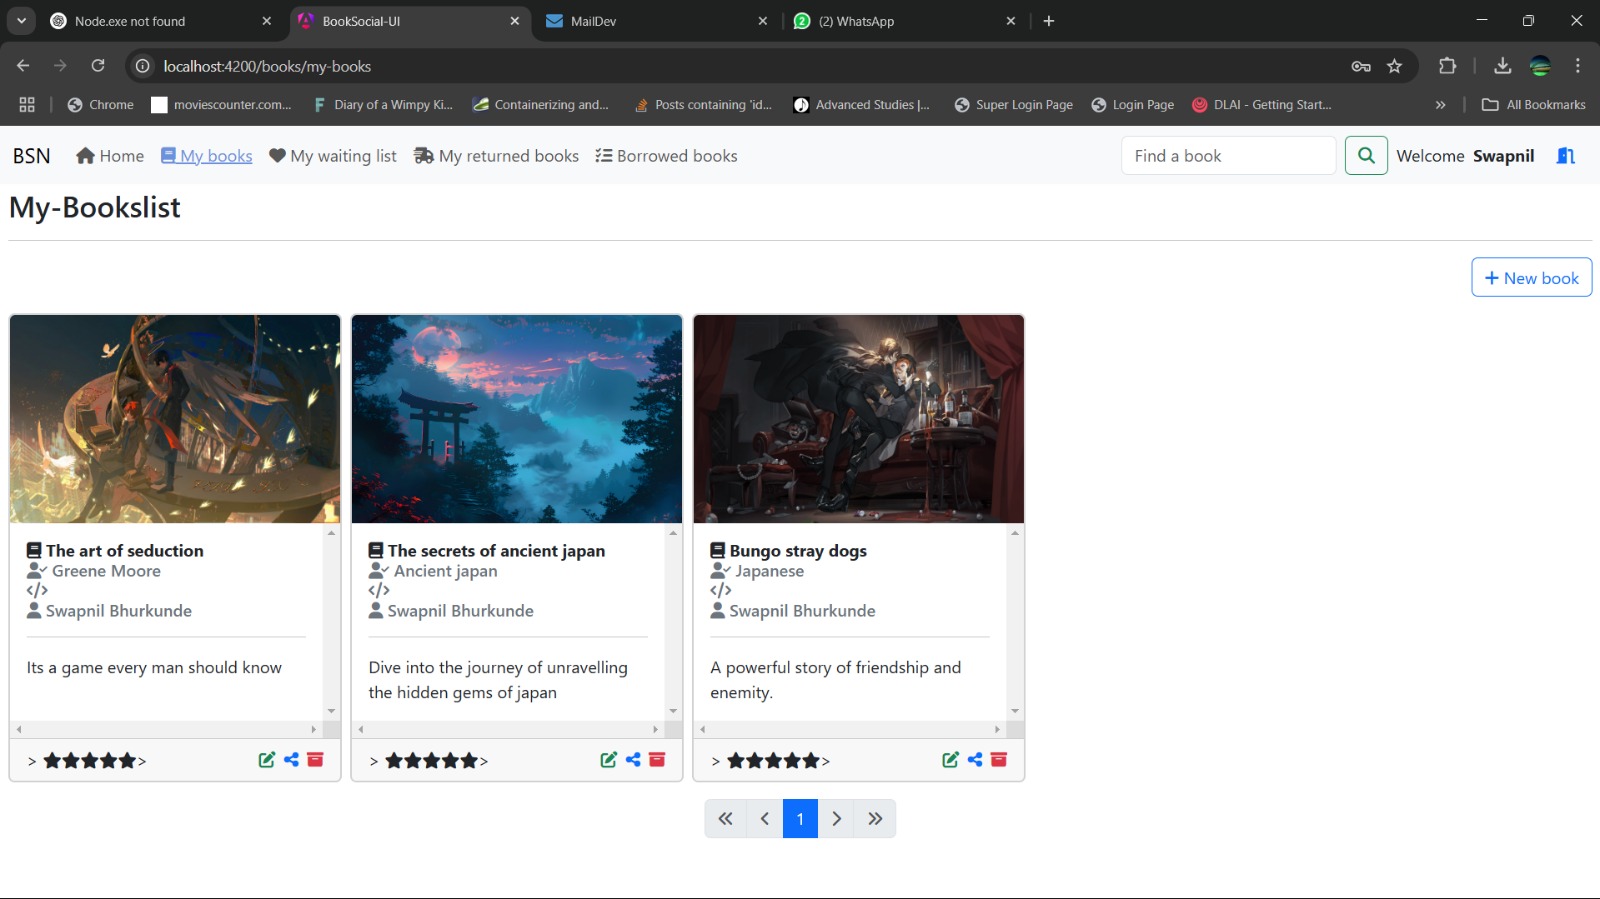 Node.exe not found
BookSocial-UI
MailDev
2
(2) WhatsApp
localhost:4200/books/my-books
Chrome
moviescounter.com...
Diary of a Wimpy Ki...
Containerizing and...
Posts containing 'id...
Advanced Studies |...
Super Login Page
Login Page
DLAI - Getting Start...
All Bookmarks
BSN
Home
My books
My waiting list
My returned books
Borrowed books
Find a book
Welcome Swapnil
My-Bookslist
+ New book
The art of seduction
Greene Moore
</>
Swapnil Bhurkunde
Its a game every man should know
> ★★★★★>
The secrets of ancient japan
Ancient japan
</>
Swapnil Bhurkunde
Dive into the journey of unravelling
the hidden gems of japan
> ★★★★★>
Bungo stray dogs
Japanese
</>
Swapnil Bhurkunde
A powerful story of friendship and
enemity.
> ★★★★★>
« ‹ 1 › »